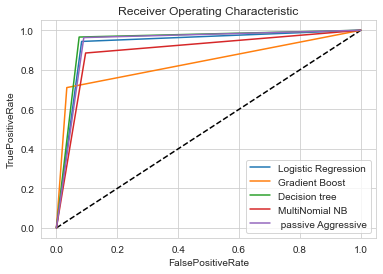 Receiver Operating Characteristic
1.0
0.8
0.6
0.4
0.2
0.0
TruePositiveRate
Logistic Regression
Gradient Boost
Decision tree
MultiNomial NB
passive Aggressive
0.0 0.2 0.4 0.6 0.8 1.0
FalsePositiveRate